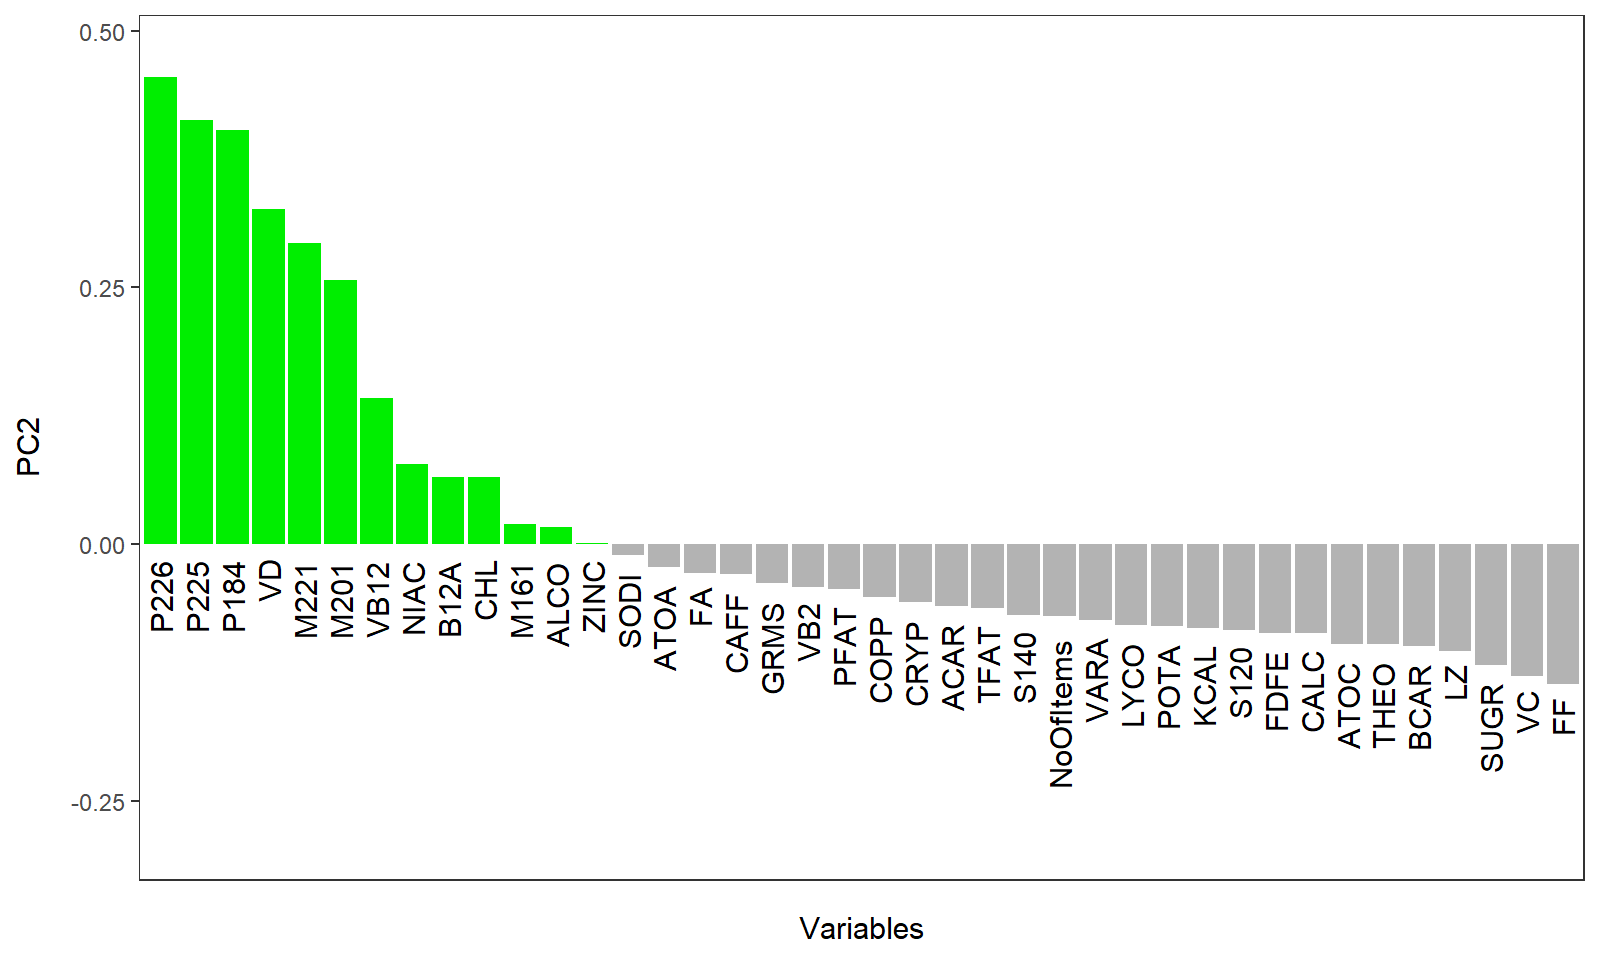 0.50
0.25
0.00
-0.25
PC2
P226
P225
P184
VD
M221
M201
VB12
NIAC
B12A
CHL
M161
ALCO
ZINC
SODI
ATOA
FA
CAFF
GRMS
VB2
PFAT
COPP
CRYP
ACAR
TFAT
S140
NoOfItems
VARA
LYCO
POTA
KCAL
S120
FDFE
CALC
ATOC
THEO
BCAR
LZ
SUGR
VC
FF
Variables